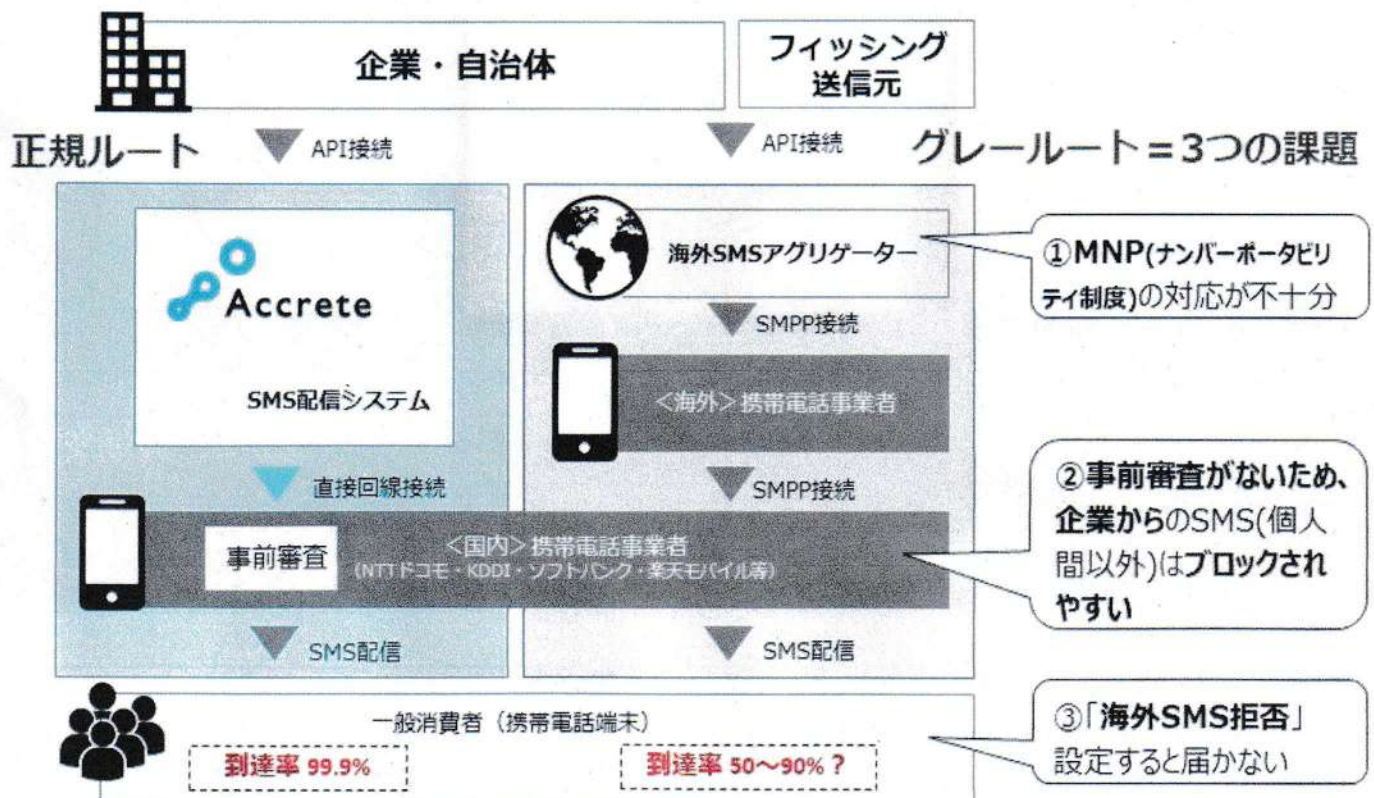 企業・自治体
フィッシング
送信元
正規ルート
API接続
API接続
グレールート=3つの課題
Accrete
SMS配信システム
海外SMSアグリゲーター
①MNP(ナンバーポータビリ
ティ制度)の対応が不十分
SMPP接続
<海外>携帯電話事業者
直接回線接続
SMPP接続
②事前審査がないため、
企業からのSMS(個人
間以外)はブロックされ
やすい
事前審査
<国内>携帯電話事業者
(NTTドコモ・KDDI・ソフトバンク・楽天モバイル等)
SMS配信
SMS配信
一般消費者(携帯電話端末)
到達率 99.9%
到達率 50~90%?
③「海外SMS拒否」
設定すると届かない